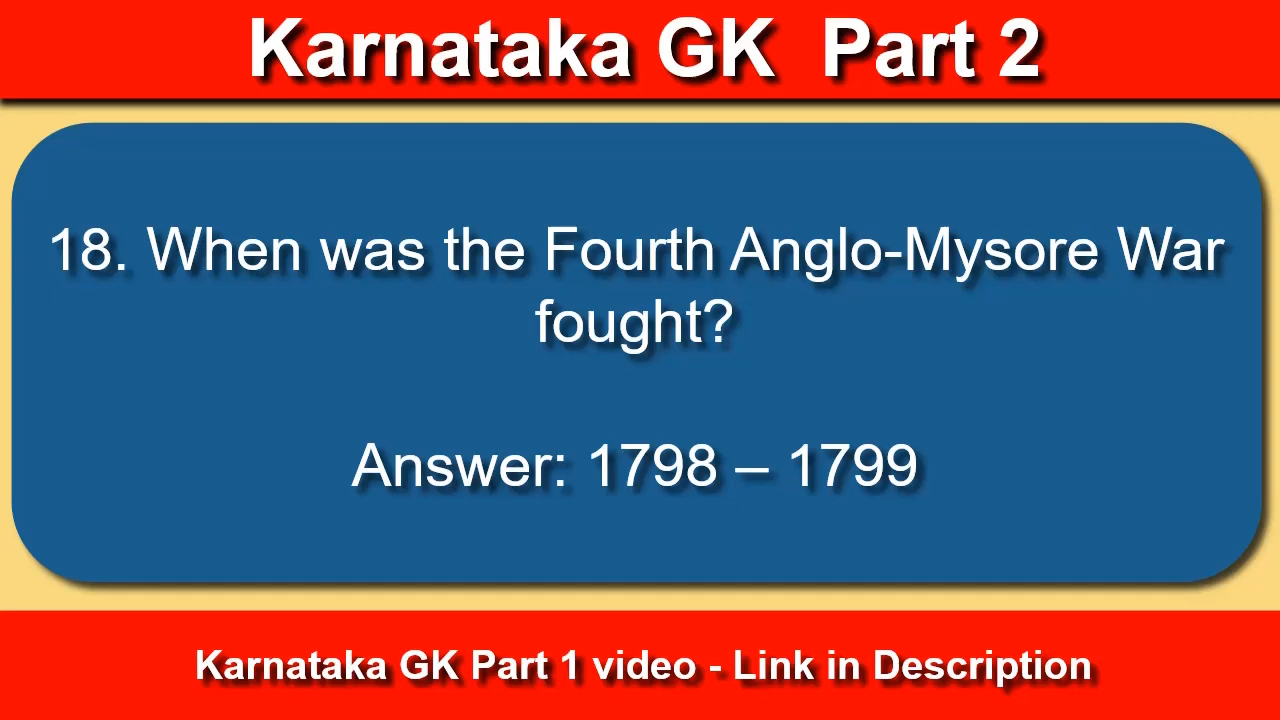 Karnataka GK Part 2
18. When was the Fourth Anglo-Mysore War
fought?
Answer: 1798 – 1799
Karnataka GK Part 1 video - Link in Description